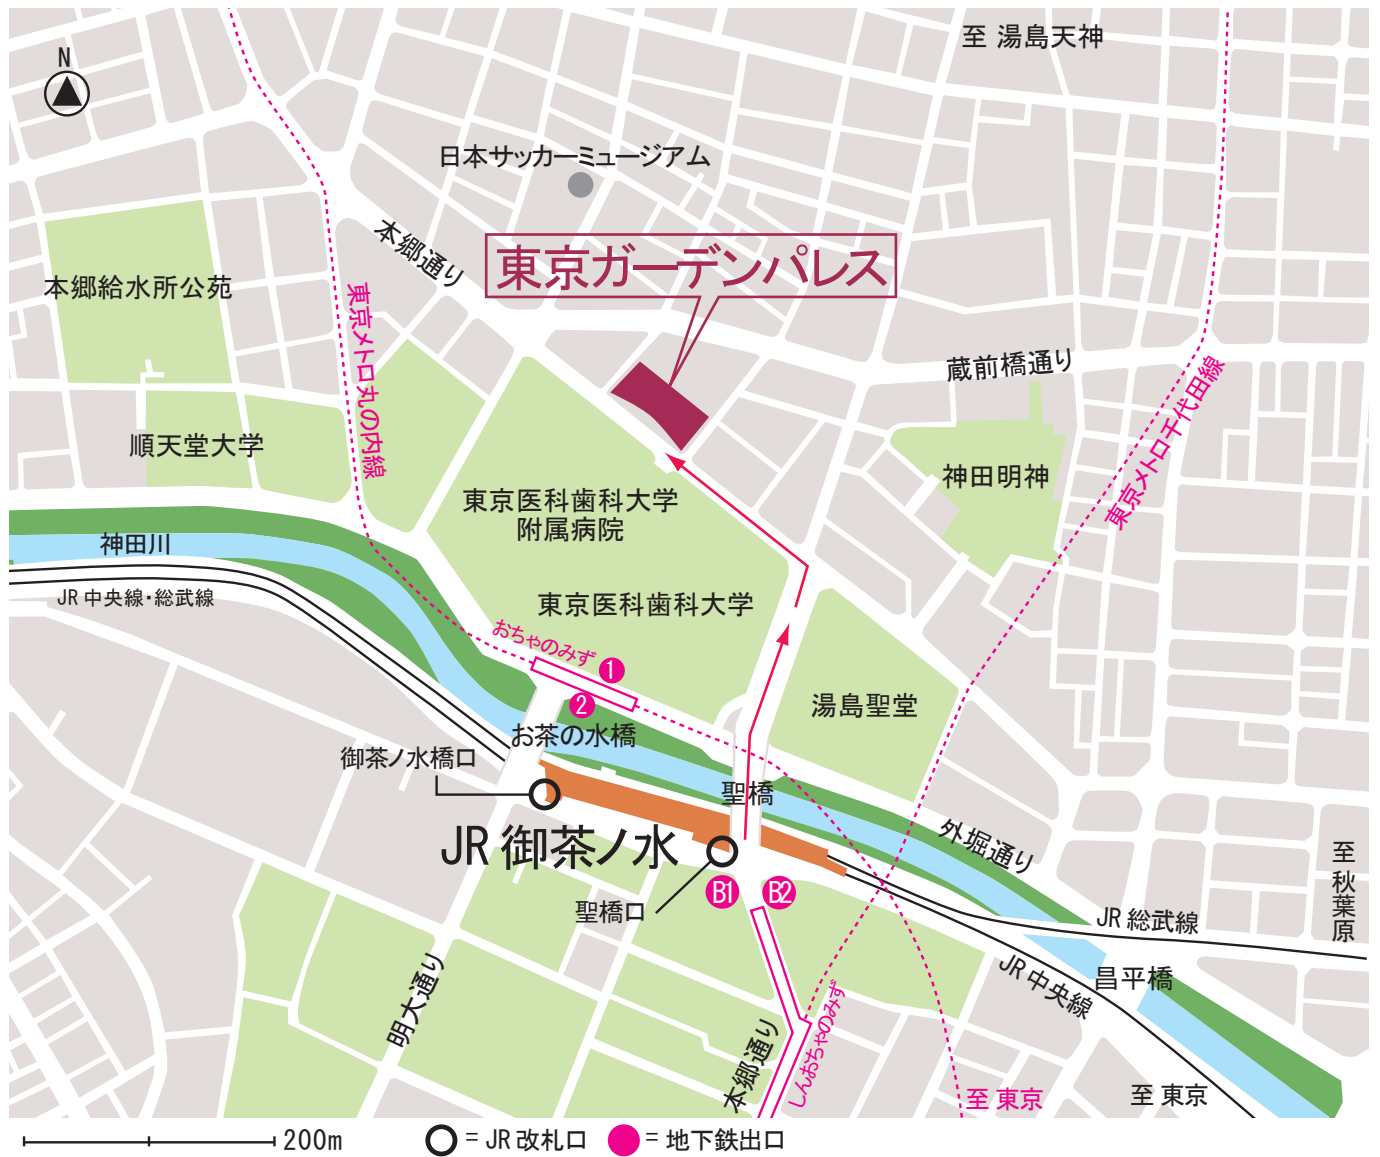 N
至 湯島天神
日本サッカーミュージアム
本郷通り
東京ガーデンパレス
本郷給水所公苑
東京メトロ丸の内線
蔵前橋通り
東京メトロ千代田線
順天堂大学
神田明神
東京医科歯科大学
附属病院
神田川
JR 中央線・総武線
東京医科歯科大学
おちゃのみず
1
2
湯島聖堂
お茶の水橋
御茶ノ水橋口
聖橋
外堀通り
JR 御茶ノ水
至 秋葉原
B1
B2
聖橋口
JR 総武線
JR 中央線
昌平橋
明大通り
しんおちゃのみず
本郷通り
至 東京
至 東京
200m
= JR 改札口
= 地下鉄出口